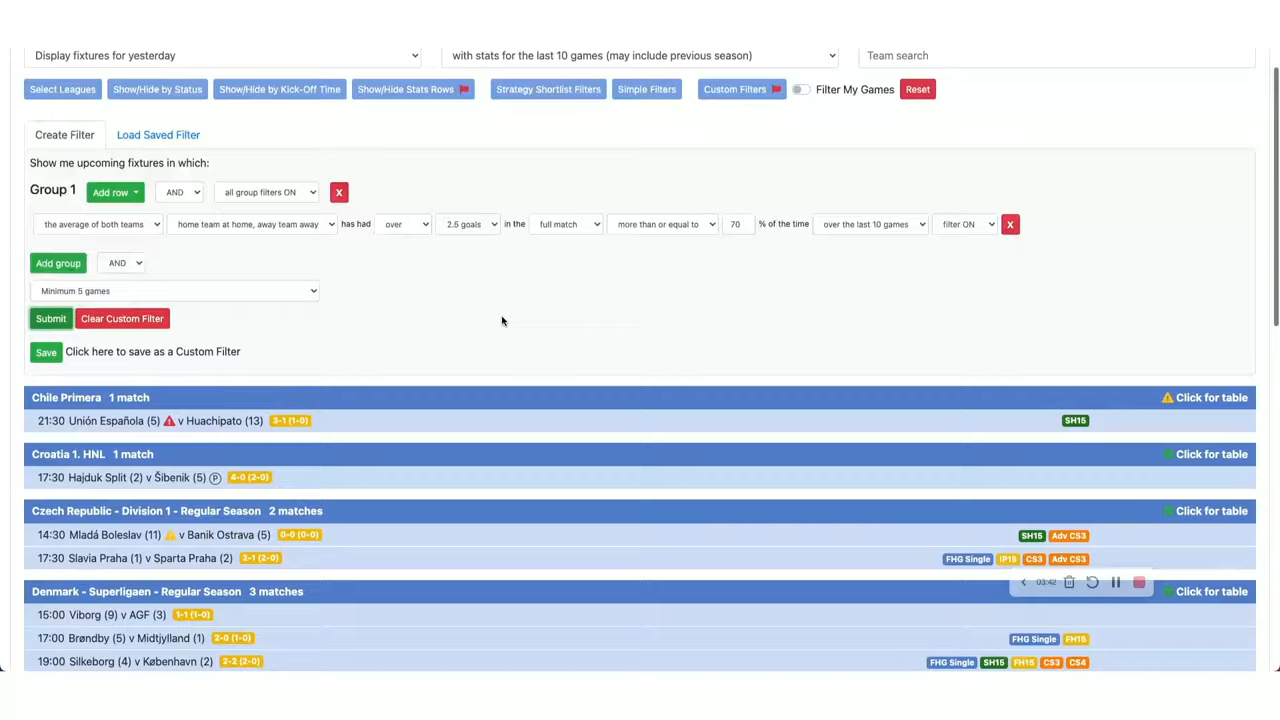 Display fixtures for yesterday with stats for the last 10 games (may include previous season) Team search
Select Leagues Show/Hide by Status Show/Hide by Kick-Off Time Show/Hide Stats Rows Strategy Shortlist Filters Simple Filters Custom Filters Filter My Games Reset
Create Filter Load Saved Filter
Show me upcoming fixtures in which:
Group 1 Add row AND all group filters ON X
the average of both teams home team at home, away team away has had over 2.5 goals in the full match more than or equal to 70 % of the time over the last 10 games filter ON X
Add group AND
Minimum 5 games
Submit Clear Custom Filter
Save Click here to save as a Custom Filter
Chile Primera 1 match Click for table
21:30 Unión Española (5) v Huachipato (13) 3-1 (1-0) SH15
Croatia 1. HNL 1 match Click for table
17:30 Hajduk Split (2) v Šibenik (5) P 4-0 (2-0)
Czech Republic - Division 1 - Regular Season 2 matches Click for table
14:30 Mladá Boleslav (11) v Banik Ostrava (5) 0-0 (0-0) SH15 Adv CS3
17:30 Slavia Praha (1) v Sparta Praha (2) 2-1 (2-0) FHG Single IP15 CS3 Adv CS3
03:42
Denmark - Superligaen - Regular Season 3 matches Click for table
15:00 Viborg (9) v AGF (3) 1-1 (1-0)
17:00 Brøndby (5) v Midtjylland (1) 2-0 (1-0) FHG Single FH15
19:00 Silkeborg (4) v København (2) 2-2 (2-0) FHG Single SH15 FH15 CS3 CS4